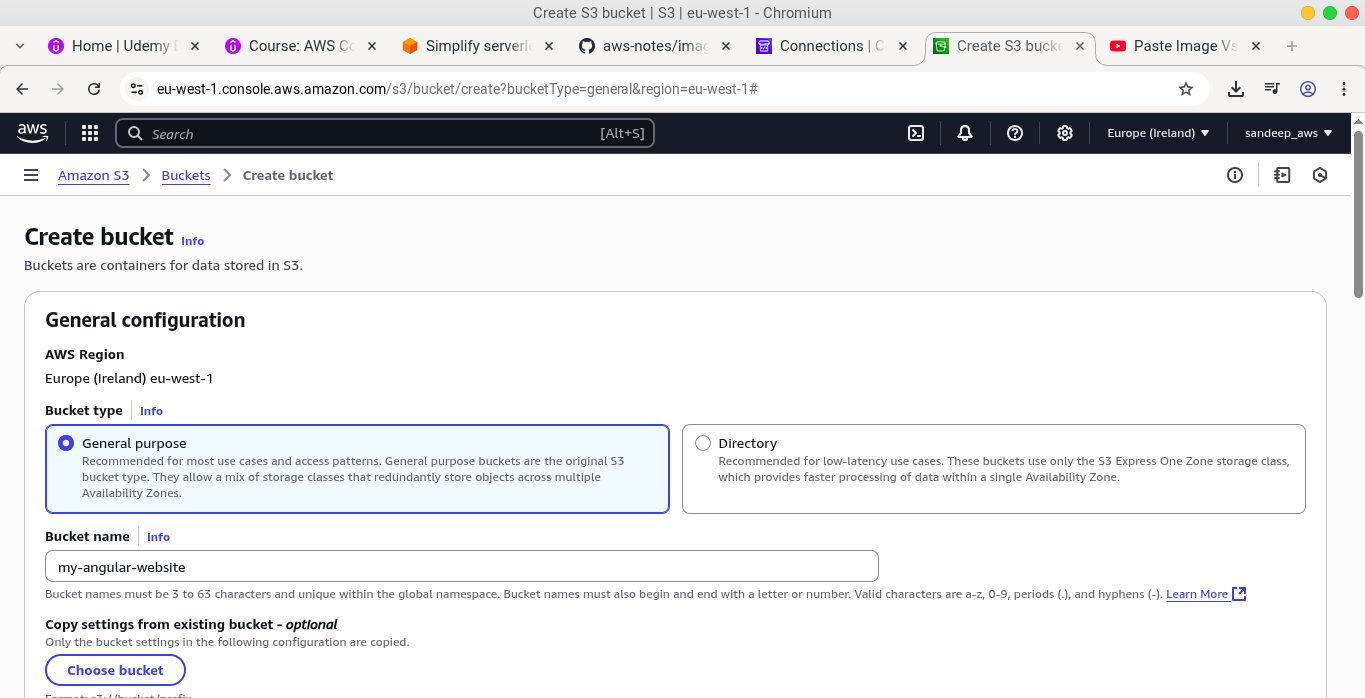 Create S3 bucket | S3 | eu-west-1 - Chromium
Home | Udemy
Course: AWS Co
Simplify serverl
aws-notes/imag
Connections | C
Create S3 bucke
Paste Image Vs
eu-west-1.console.aws.amazon.com/s3/bucket/create?bucketType=general&region=eu-west-1#
aws
Search
[Alt+S]
Europe (Ireland)
sandeep_aws
Amazon S3
Buckets
Create bucket
Create bucket Info
Buckets are containers for data stored in S3.
General configuration
AWS Region
Europe (Ireland) eu-west-1
Bucket type Info
General purpose
Recommended for most use cases and access patterns. General purpose buckets are the original S3
bucket type. They allow a mix of storage classes that redundantly store objects across multiple
Availability Zones.
Directory
Recommended for low-latency use cases. These buckets use only the S3 Express One Zone storage class,
which provides faster processing of data within a single Availability Zone.
Bucket name Info
my-angular-website
Bucket names must be 3 to 63 characters and unique within the global namespace. Bucket names must also begin and end with a letter or number. Valid characters are a-z, 0-9, periods (.), and hyphens (-). Learn More
Copy settings from existing bucket - optional
Only the bucket settings in the following configuration are copied.
Choose bucket
Format: s3://bucket/prefix